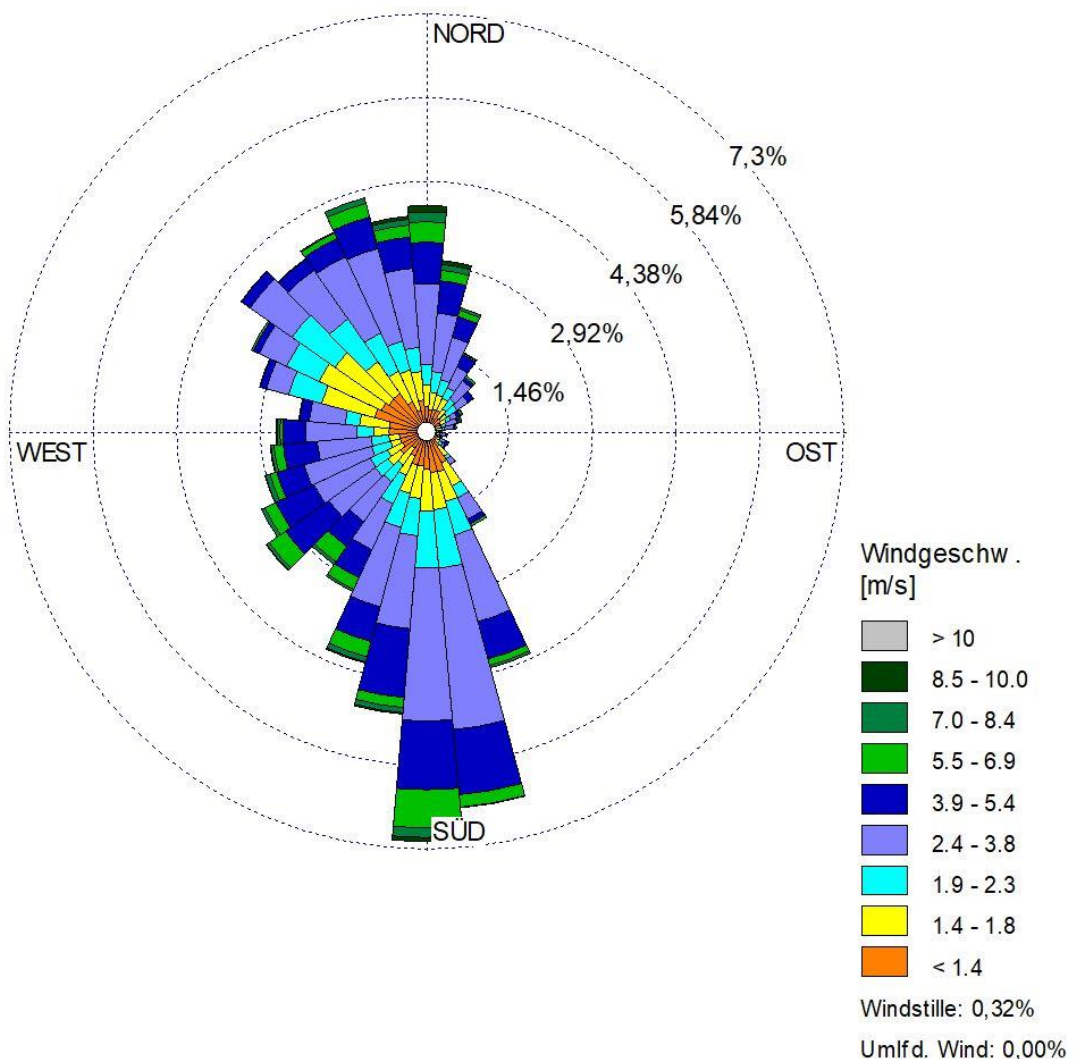 NORD
7,3%
5,84%
4,38%
2,92%
1,46%
WEST
OST
SÜD
Windgeschw .
[m/s]
> 10
8.5 - 10.0
7.0 - 8.4
5.5 - 6.9
3.9 - 5.4
2.4 - 3.8
1.9 - 2.3
1.4 - 1.8
< 1.4
Windstille: 0,32%
Umlfd. Wind: 0,00%